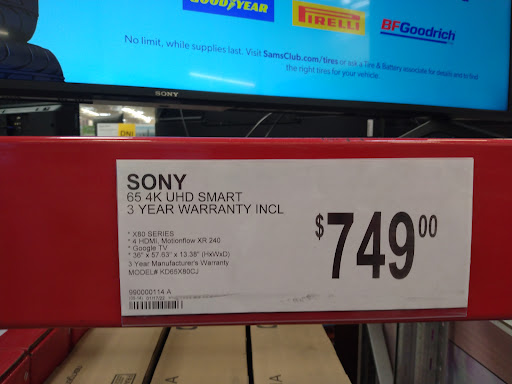 GOODYEAR
PIRELLI
BFGoodrich
No limit, while supplies last. Visit SamsClub.com/tires or ask a Tire & Battery associate for details and to find
the right tires for your vehicle.
SONY
SONY
65 4K UHD SMART
3 YEAR WARRANTY INCL
* X80 SERIES
* 4 HDMI, Motionflow XR 240
* Google TV
* 36" x 57.63" x 13.38" (HxWxD)
3 Year Manufacturer's Warranty
MODEL# KD65X80CJ
$749.00
990000114 A